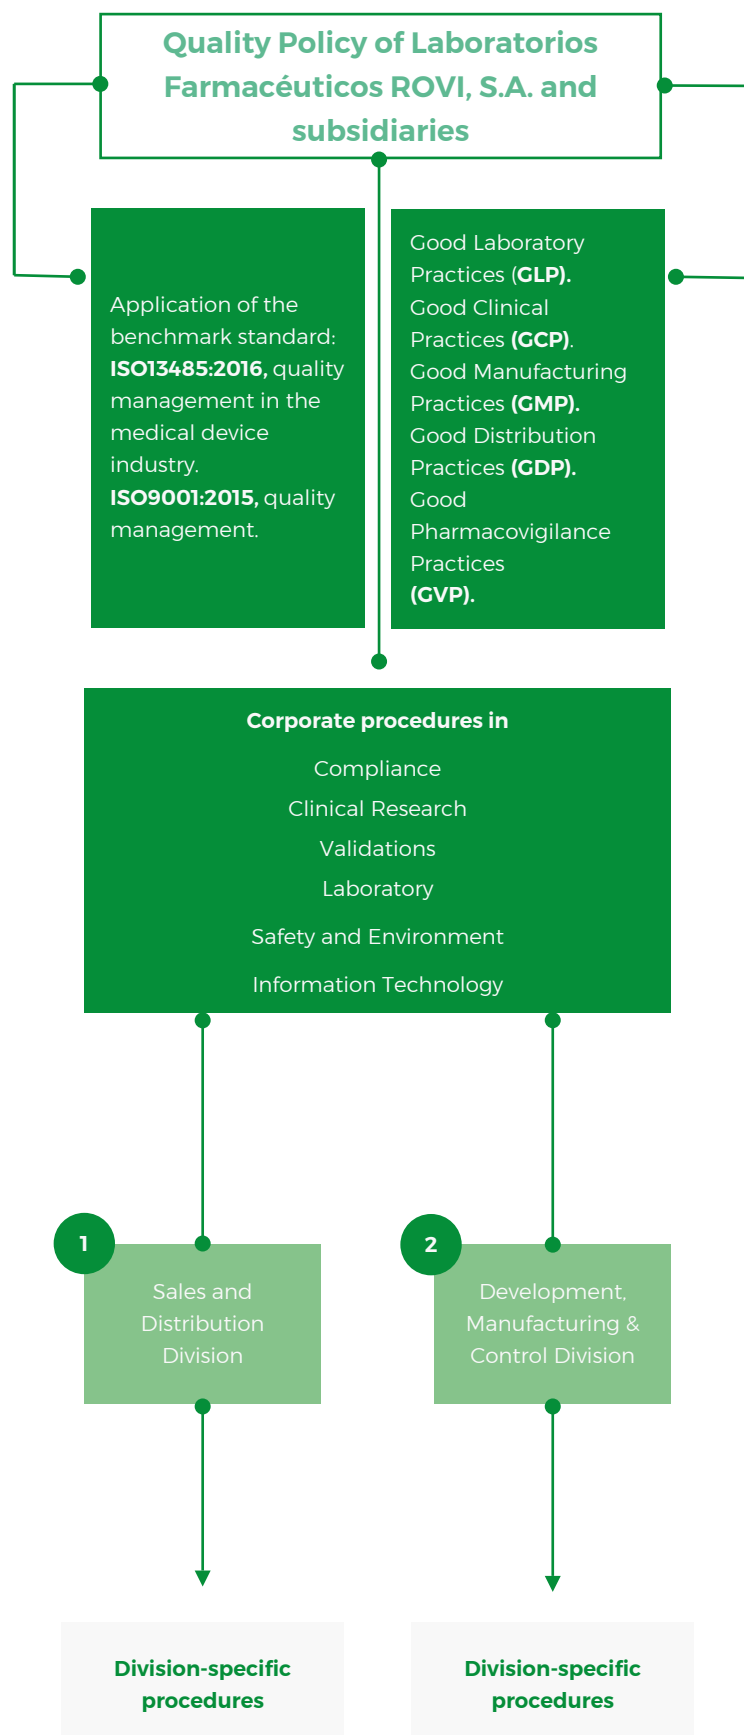 Quality Policy of Laboratorios
Farmacéuticos ROVI, S.A. and
subsidiaries
Application of the
benchmark standard:
ISO13485:2016, quality
management in the
medical device
industry.
ISO9001:2015, quality
management.
Good Laboratory
Practices (GLP).
Good Clinical
Practices (GCP).
Good Manufacturing
Practices (GMP).
Good Distribution
Practices (GDP).
Good
Pharmacovigilance
Practices
(GVP).
Corporate procedures in
Compliance
Clinical Research
Validations
Laboratory
Safety and Environment
Information Technology
1
Sales and
Distribution
Division
2
Development,
Manufacturing &
Control Division
Division-specific
procedures
Division-specific
procedures